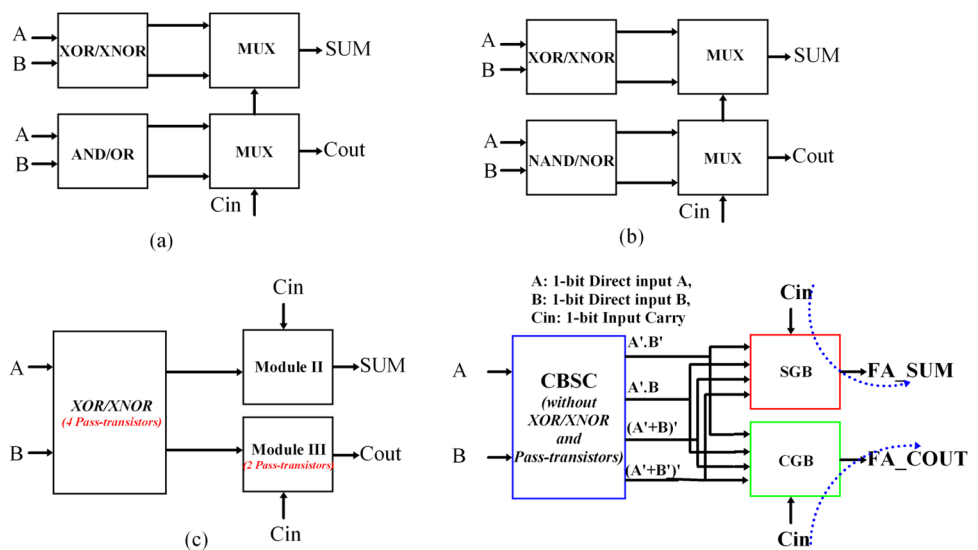 A
B
XOR/XNOR
MUX
SUM
A
B
AND/OR
MUX
Cout
Cin
(a)
A
B
XOR/XNOR
MUX
SUM
A
B
NAND/NOR
MUX
Cout
Cin
(b)
Cin
A
B
XOR/XNOR
(4 Pass-transistors)
Module II
SUM
Module III
(2 Pass-transistors)
Cout
Cin
(c)
A: 1-bit Direct input A,
B: 1-bit Direct input B,
Cin: 1-bit Input Carry
Cin
A
B
CBSC
(without
XOR/XNOR
and
Pass-transistors)
A'.B'
A'.B
(A'+B)'
(A'+B')'
SGB
FA_SUM
CGB
FA_COUT
Cin